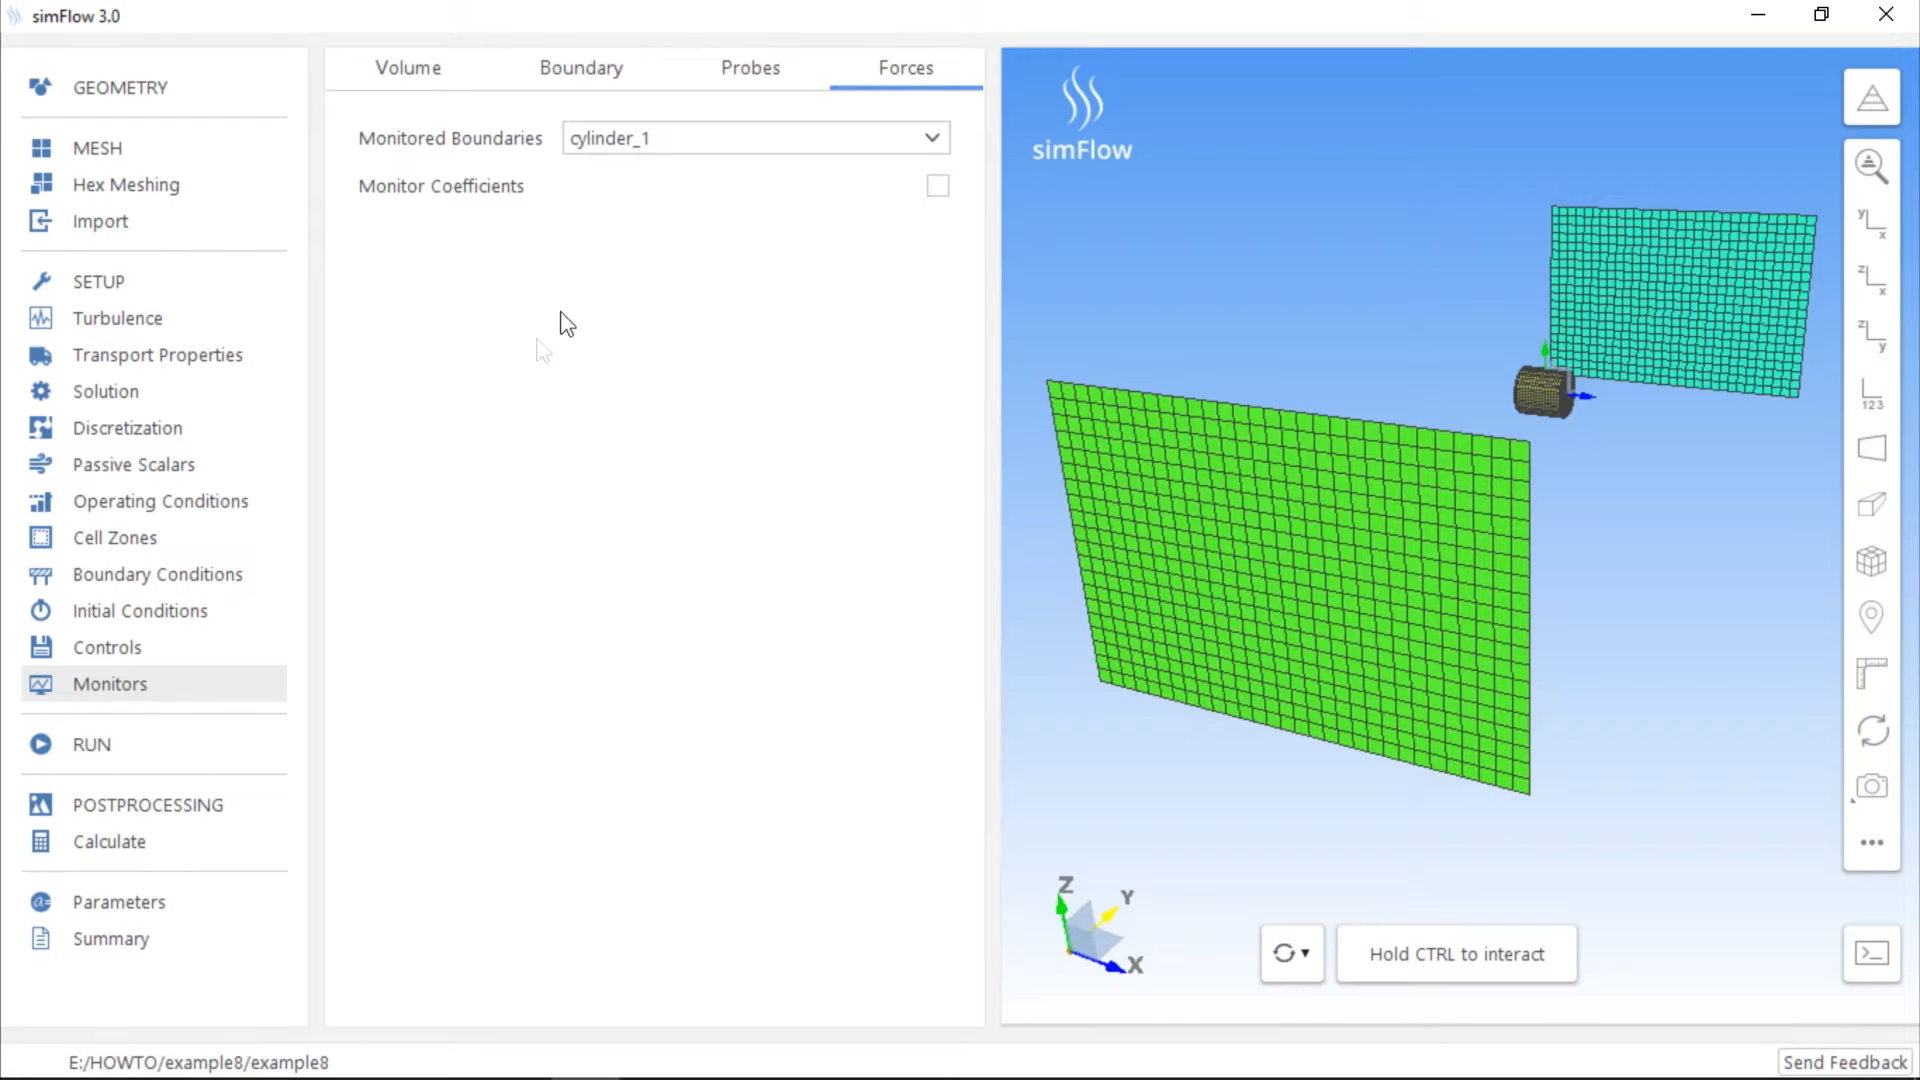 simFlow 3.0
GEOMETRY
MESH
Hex Meshing
Import
SETUP
Turbulence
Transport Properties
Solution
Discretization
Passive Scalars
Operating Conditions
Cell Zones
Boundary Conditions
Initial Conditions
Controls
Monitors
RUN
POSTPROCESSING
Calculate
Parameters
Summary
Volume Boundary Probes Forces
Monitored Boundaries cylinder_1
Monitor Coefficients
simFlow
y x
z x
z y
123
Z Y X
Hold CTRL to interact
E:/HOWTO/example8/example8
Send Feedback